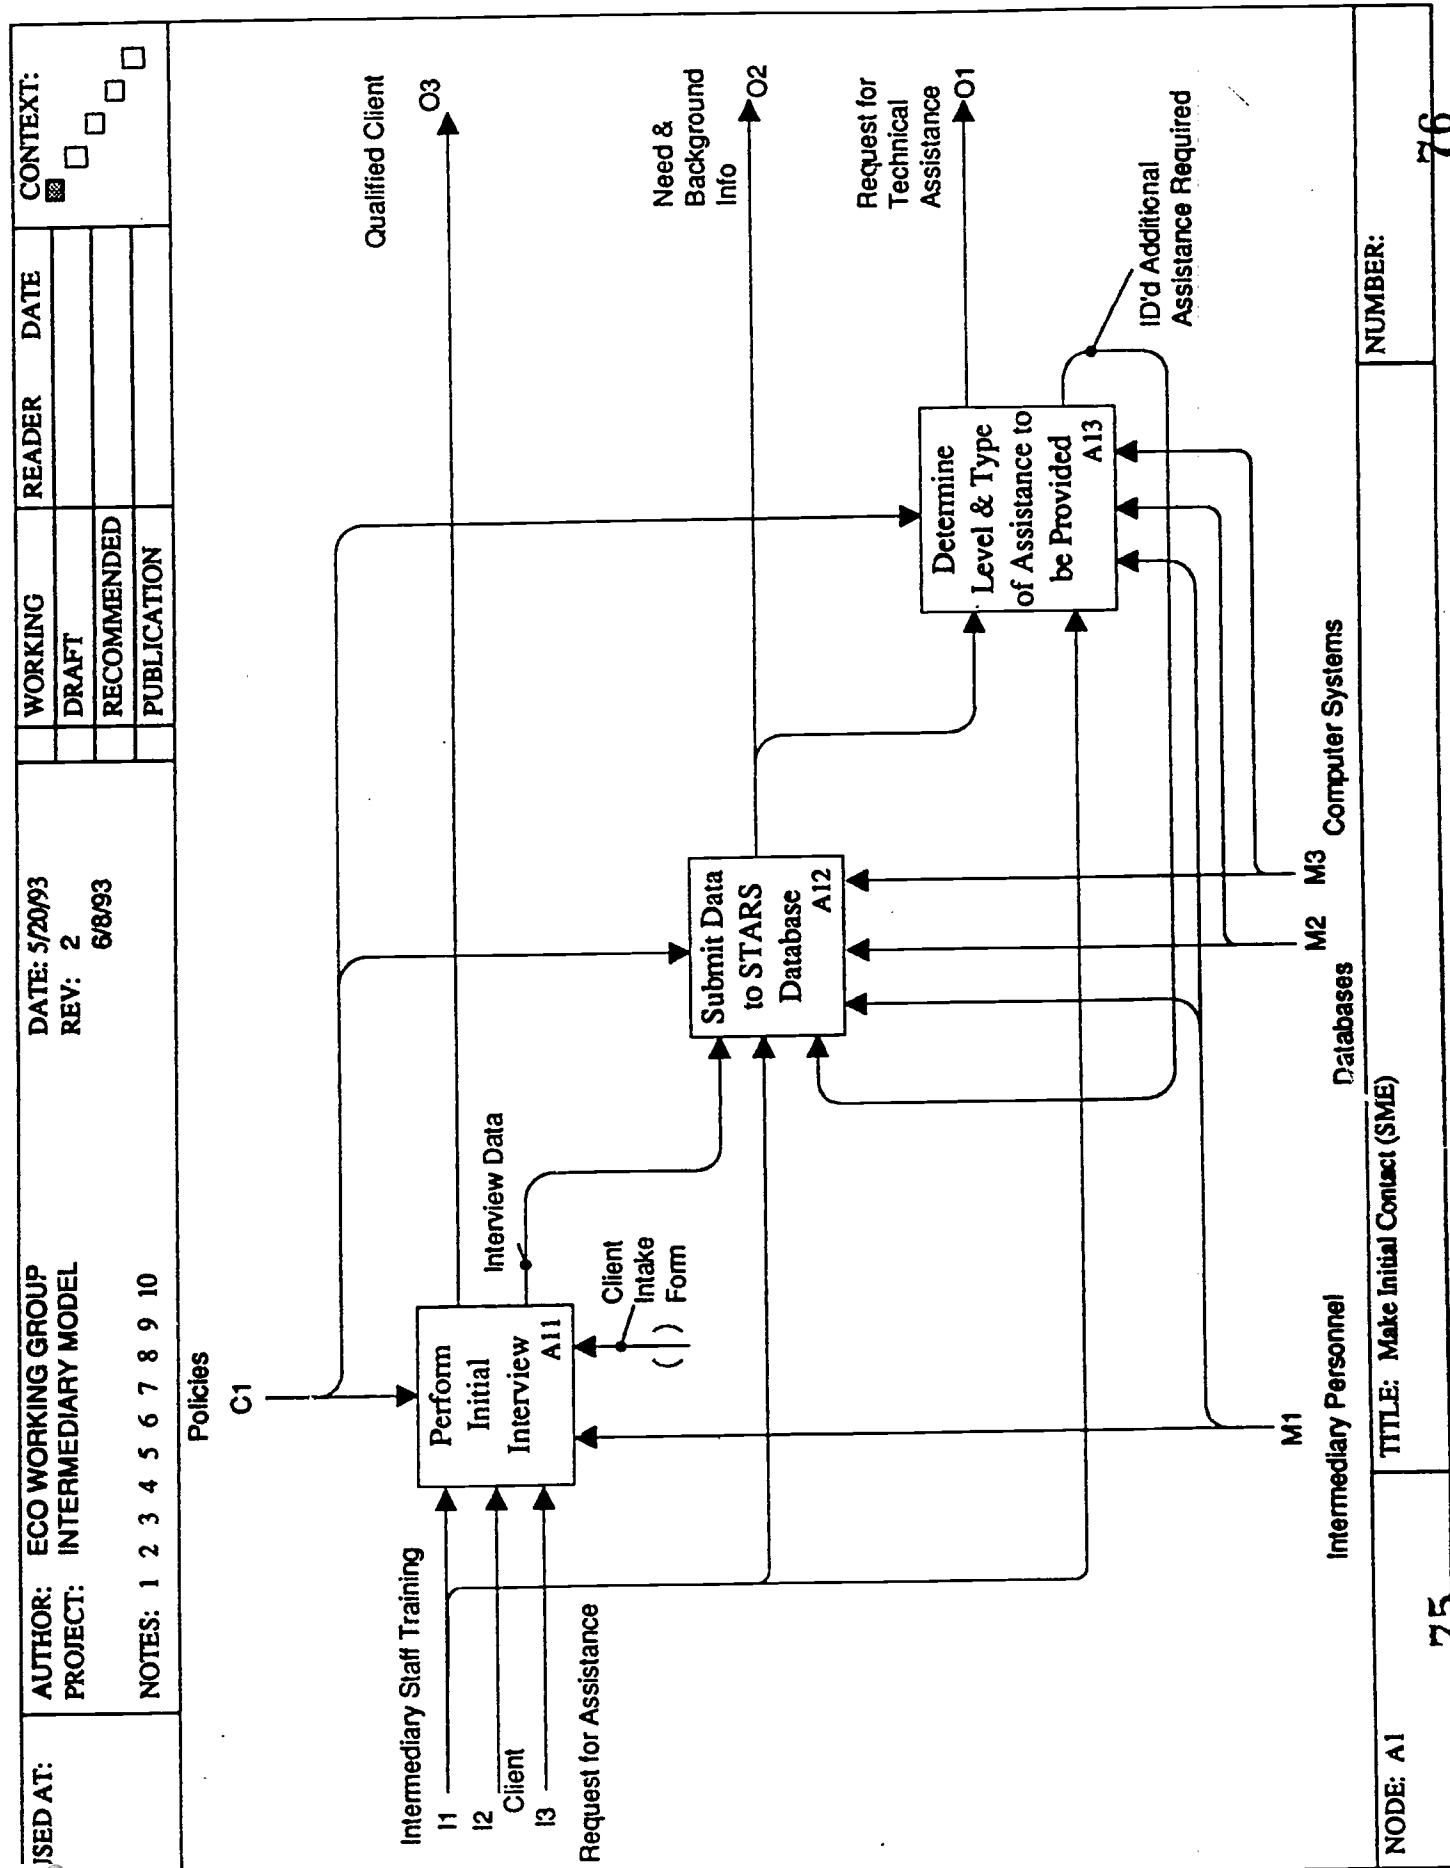 USED AT:
AUTHOR: ECO WORKING GROUP
PROJECT: INTERMEDIARY MODEL
NOTES: 1 2 3 4 5 6 7 8 9 10
DATE: 5/20/93
REV: 2
6/8/93
WORKING
DRAFT
RECOMMENDED
PUBLICATION
READER DATE
CONTEXT:
Policies
C1
Qualified Client
O3
Intermediary Staff Training
I1
I2
Client
I3
Request for Assistance
Perform
Initial
Interview
A11
Interview Data
Client
Intake
Form
( )
Need &
Background
Info
O2
Submit Data
to STARS
Database
A12
Request for
Technical
Assistance
O1
Determine
Level & Type
of Assistance to
be Provided
A13
ID'd Additional
Assistance Required
M1
Intermediary Personnel
M2
Databases
M3
Computer Systems
NODE: A1
TITLE: Make Initial Contact (SME)
NUMBER:
75
76